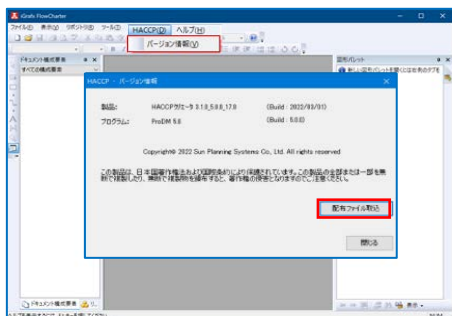 iGrafx FlowCharter
ファイル(F) 表示(V) リポジトリ(R) ツール(T) HACCP(D) ヘルプ(H)
バージョン情報(V)
ドキュメント構成要素
図形パレット
すべての構成要素
HACCP - バージョン情報
製品: HACCPクリエータ 3.1.0_5.8.0_17.8 (Build : 2022/03/01)
プログラム: ProDM 5.8 (Build : 5.8.0)
Copyright© 2022 Sun Planning Systems Co., Ltd. All rights reserved
この製品は、日本国著作権法および国際条約により保護されています。この製品の全部または一部を無
断で複製したり、無断で複製物を頒布すると、著作権の侵害となりますのでご注意ください。
配布ファイル取込
閉じる
ドキュメント構成要素